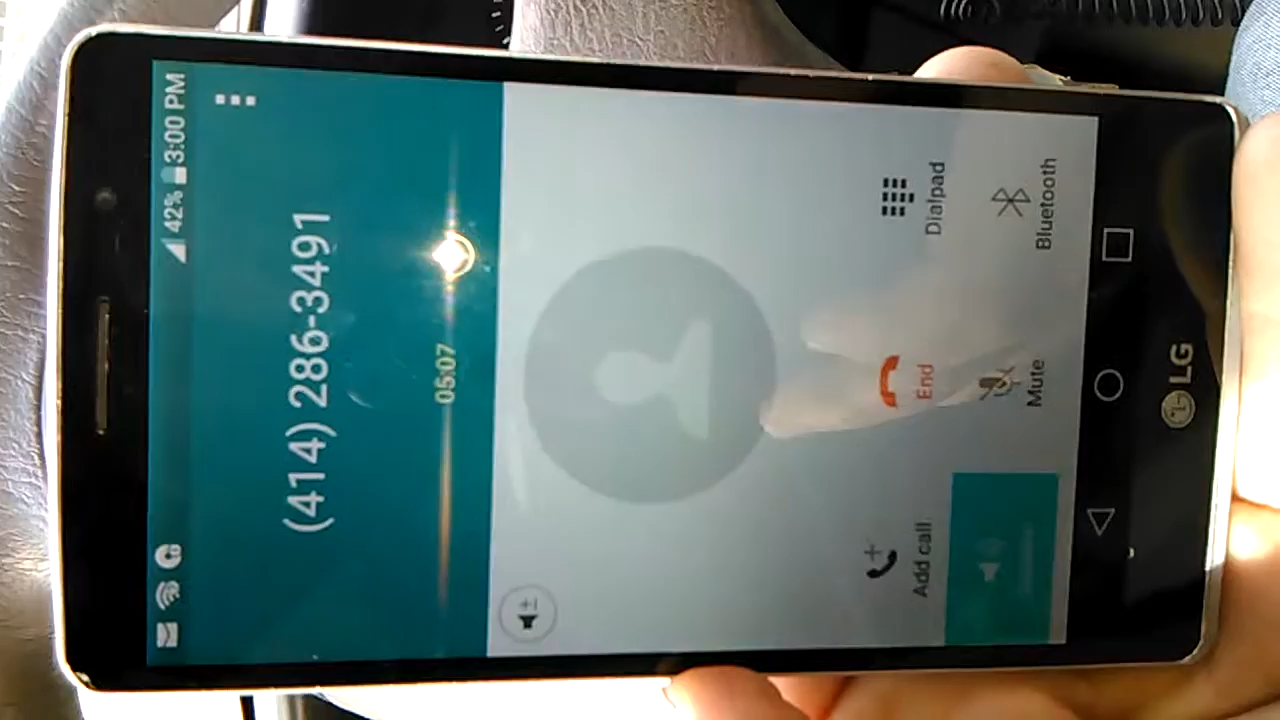 42% 3:00 PM
(414) 286-3491
05:07
Add call
End
Dialpad
Mute
Bluetooth
LG